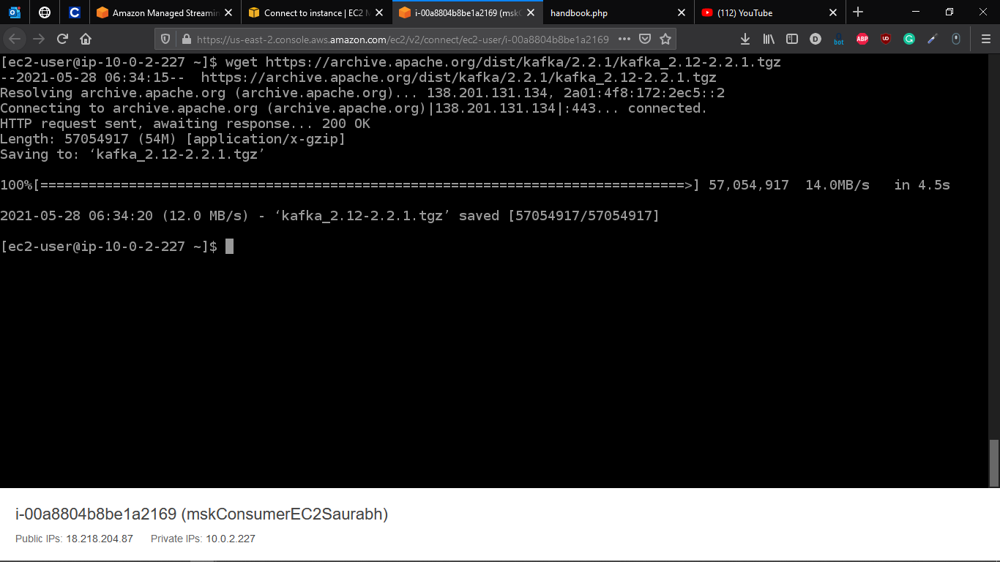 Amazon Managed Streamin
Connect to instance | EC2 M
i-00a8804b8be1a2169 (mskC
handbook.php
(112) YouTube
https://us-east-2.console.aws.amazon.com/ec2/v2/connect/ec2-user/i-00a8804b8be1a2169
D
bot
ABP
UD
G
[ec2-user@ip-10-0-2-227 ~]$ wget https://archive.apache.org/dist/kafka/2.2.1/kafka_2.12-2.2.1.tgz
--2021-05-28 06:34:15--  https://archive.apache.org/dist/kafka/2.2.1/kafka_2.12-2.2.1.tgz
Resolving archive.apache.org (archive.apache.org)... 138.201.131.134, 2a01:4f8:172:2ec5::2
Connecting to archive.apache.org (archive.apache.org)|138.201.131.134|:443... connected.
HTTP request sent, awaiting response... 200 OK
Length: 57054917 (54M) [application/x-gzip]
Saving to: ‘kafka_2.12-2.2.1.tgz’
100%[================================================================================>] 57,054,917  14.0MB/s   in 4.5s
2021-05-28 06:34:20 (12.0 MB/s) - ‘kafka_2.12-2.2.1.tgz’ saved [57054917/57054917]
[ec2-user@ip-10-0-2-227 ~]$
i-00a8804b8be1a2169 (mskConsumerEC2Saurabh)
Public IPs: 18.218.204.87 Private IPs: 10.0.2.227